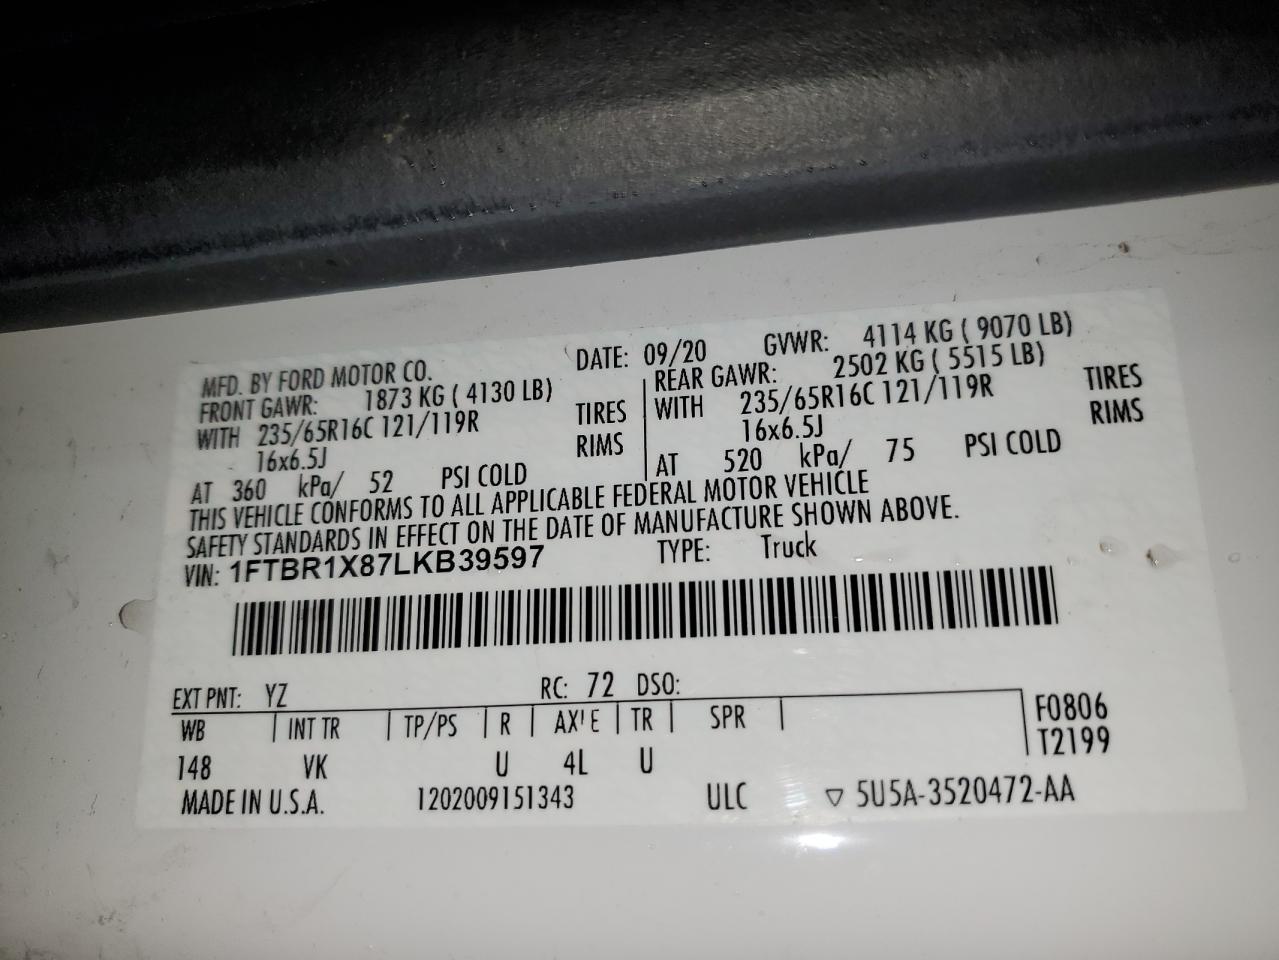 MFD. BY FORD MOTOR CO. DATE: 09/20 GVWR: 4114 KG ( 9070 LB)
FRONT GAWR: 1873 KG ( 4130 LB)
WITH 235/65R16C 121/119R TIRES
16x6.5J RIMS
AT 360 kPa/ 52 PSI COLD
REAR GAWR: 2502 KG ( 5515 LB)
WITH 235/65R16C 121/119R TIRES
16x6.5J RIMS
AT 520 kPa/ 75 PSI COLD
THIS VEHICLE CONFORMS TO ALL APPLICABLE FEDERAL MOTOR VEHICLE
SAFETY STANDARDS IN EFFECT ON THE DATE OF MANUFACTURE SHOWN ABOVE.
VIN: 1FTBR1X87LKB39597 TYPE: Truck
EXT PNT: YZ RC: 72 DSO:
WB INT TR TP/PS R AXLE TR SPR F0806
148 VK U 4L U T2199
MADE IN U.S.A. 1202009151343 ULC ▽ 5U5A-3520472-AA